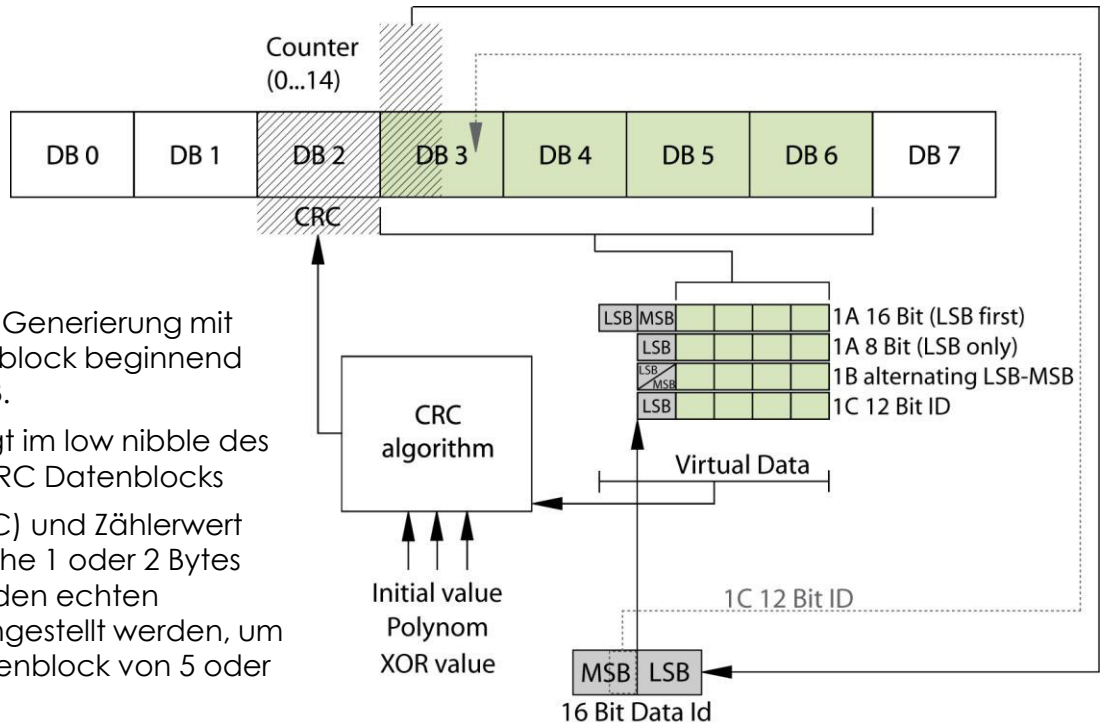 Counter
(0...14)
DB 0 DB 1 DB 2 DB 3 DB 4 DB 5 DB 6 DB 7
CRC
Generierung mit
block beginnend
gt im low nibble des
RC Datenblocks
C) und Zählerwert
che 1 oder 2 Bytes
den echten
ngestellt werden, um
enblock von 5 oder
LSB MSB 1A 16 Bit (LSB first)
LSB 1A 8 Bit (LSB only)
LSB/MSB 1B alternating LSB-MSB
LSB 1C 12 Bit ID
CRC
algorithm
Virtual Data
Initial value
Polynom
XOR value
1C 12 Bit ID
MSB LSB
16 Bit Data Id